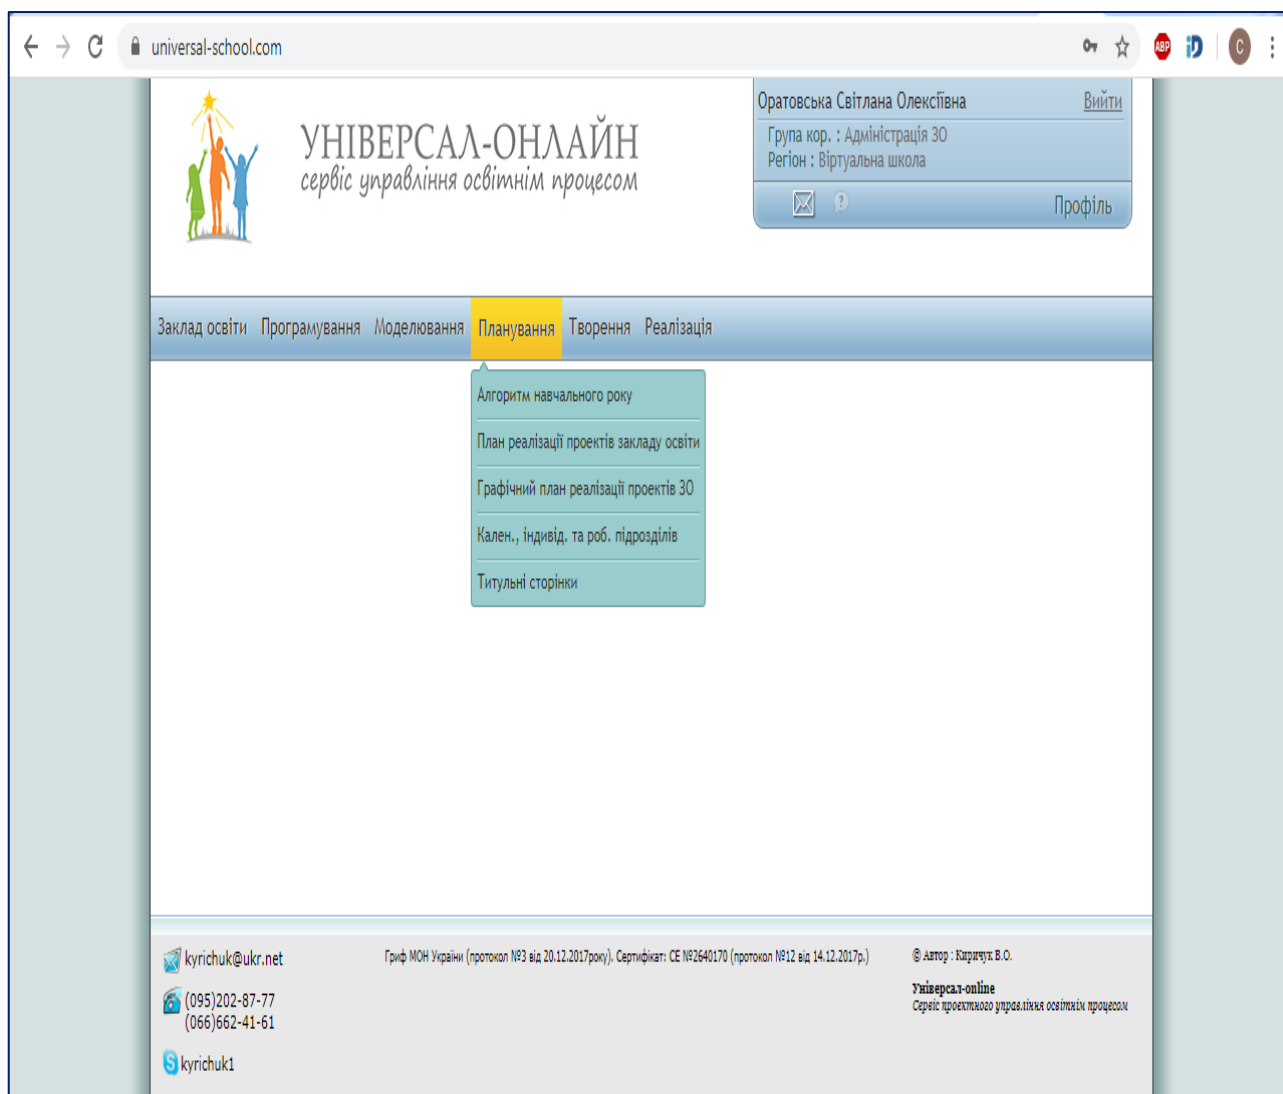 universal-school.com
ABP
iD
C
УНІВЕРСАЛ-ОНЛАЙН
сервіс управління освітнім процесом
Оратовська Світлана Олексіївна
Вийти
Група кор. : Адміністрація ЗО
Регіон : Віртуальна школа
?
Профіль
Заклад освіти Програмування Моделювання Планування Творення Реалізація
Алгоритм навчального року
План реалізації проектів закладу освіти
Графічний план реалізації проектів ЗО
Кален., індивід. та роб. підрозділів
Титульні сторінки
kyrichuk@ukr.net
(095)202-87-77
(066)662-41-61
S kyrichuk1
Гриф МОН України (протокол №3 від 20.12.2017року). Сертифікат: СЕ №2640170 (протокол №12 від 14.12.2017р.)
© Автор : Киричук В.О.
Універсал-online
Сервіс проектного управління освітнім процесом